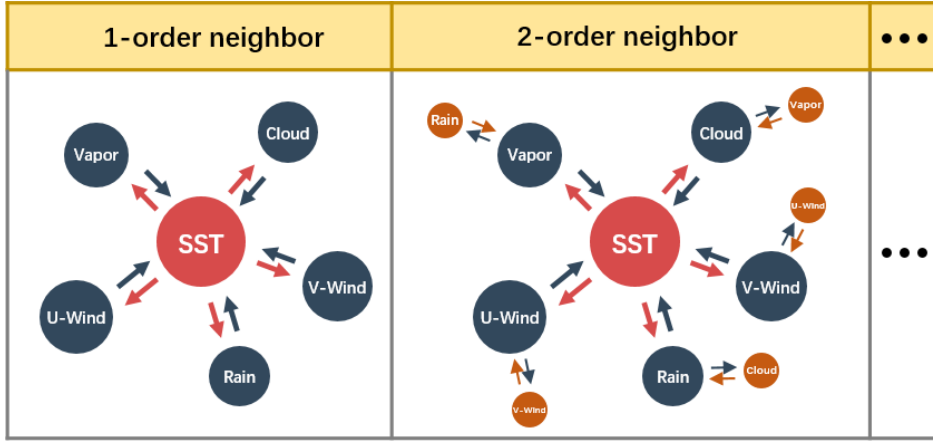 1-order neighbor
2-order neighbor
•••
Vapor
Cloud
SST
V-Wind
U-Wind
Rain
Rain
Vapor
Cloud
Vapor
U-Wind
SST
V-Wind
U-Wind
Rain
Cloud
V-Wind
•••